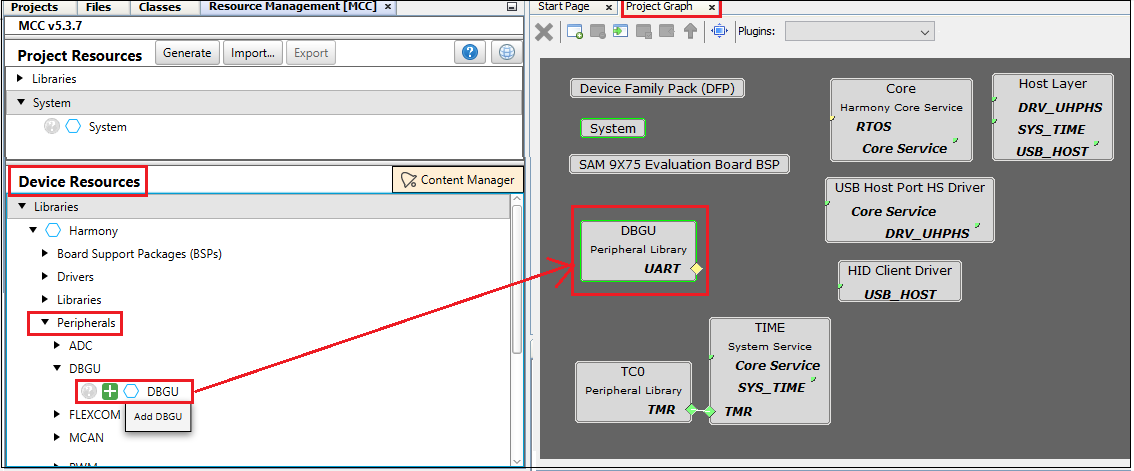 Projects Files Classes Resource Management [MCC] ×
MCC v5.3.7
Project Resources Generate Import... Export ?
Libraries
System
? System
Device Resources Content Manager
Libraries
Harmony
Board Support Packages (BSPs)
Drivers
Libraries
Peripherals
ADC
DBGU
? DBGU
Add DBGU
FLEXCOM
MCAN
PWM
Start Page × Project Graph ×
Plugins:
Device Family Pack (DFP)
System
SAM 9X75 Evaluation Board BSP
DBGU
Peripheral Library
UART
TC0
Peripheral Library
TMR
TIME
System Service
Core Service
SYS_TIME
TMR
Core
Harmony Core Service
RTOS
Core Service
Host Layer
DRV_UHPHS
SYS_TIME
USB_HOST
USB Host Port HS Driver
Core Service
DRV_UHPHS
HID Client Driver
USB_HOST